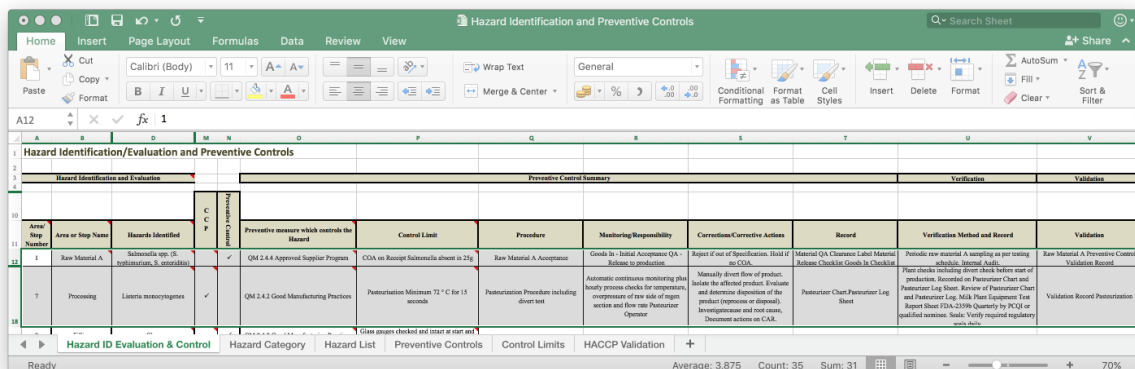 Hazard Identification and Preventive Controls
Search Sheet
Home Insert Page Layout Formulas Data Review View
Share
Paste
Cut
Copy
Format
Calibri (Body) 11 A A
B I U A
Wrap Text
Merge & Center
General
%
Conditional Formatting
Format as Table
Cell Styles
Insert Delete Format
AutoSum
Fill
Clear
Sort & Filter
A12 fx 1
A B D M N O P Q R S T U V
1 Hazard Identification/Evaluation and Preventive Controls
2
3 Hazard Identification and Evaluation Preventive Control Summary Verification Validation
4
10
11
Area/
Step
Number
Area or Step Name
Hazards Identified
C
C
P
Preventive Control
Preventive measure which controls the
Hazard
Control Limit
Procedure
Monitoring/Responsibility
Corrections/Corrective Actions
Record
Verification Method and Record
Validation
12
1
Raw Material A
Salmonella spp. (S.
typhimurium, S. enteritidis)
✓
QM 2.4.4 Approved Supplier Program
COA on Receipt Salmonella absent in 25g
Raw Material A Acceptance
Goods In - Initial Acceptance QA -
Release to production
Reject if out of Specification. Hold if
no COA.
Material QA Clearance Label Material
Release Checklist Goods In Checklist
Periodic raw material A sampling as per testing
schedule. Internal Audit.
Raw Material A Preventive Control
Validation Record
18
7
Processing
Listeria monocytogenes
✓
QM 2.4.2 Good Manufacturing Practices
Pasteurisation Minimum 72 ° C for 15
seconds
Pasteurization Procedure including
divert test
Automatic continuous monitoring plus
hourly process checks for temperature,
overpressure of raw side of regen
section and flow rate Pasteurizer
Operator
Manually divert flow of product.
Isolate the affected product. Evaluate
and determine disposition of the
product (reprocess or disposal).
Investigatecause and root cause,
Document actions on CAR.
Pasteurizer Chart.Pasteurizer Log
Sheet
Plant checks including divert check before start of
production. Recorded on Pasteurizer Chart and
Pasteurizer Log Sheet. Review of Pasteurizer Chart
and Pasteurizer Log. Milk Plant Equipment Test
Report Sheet FDA-2359b Quarterly by PCQI or
qualified nominee. Seals: Verify required regulatory
seals daily
Validation Record Pasteurization
Glass gauges checked and intact at start and
Hazard ID Evaluation & Control Hazard Category Hazard List Preventive Controls Control Limits HACCP Validation +
Ready Average: 3.875 Count: 35 Sum: 31 70%